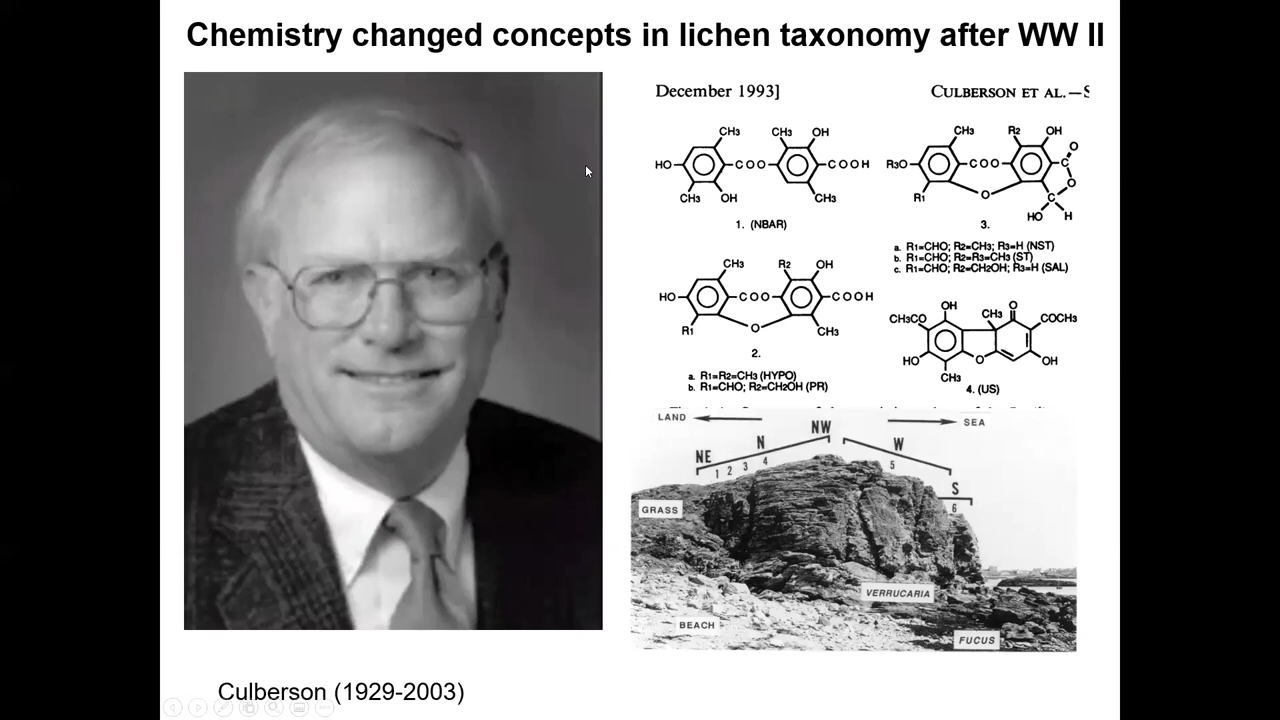 Chemistry changed concepts in lichen taxonomy after WW II
December 1993]
CULBERSON ET AL.—S
CH3
CH3
OH
HO
COO
COOH
CH3
OH
CH3
1. (NBAR)
CH3
R2
OH
R3O
COO
C
O
O
R1
O
C
HO
H
3.
a. R1=CHO; R2=CH3; R3=H (NST)
b. R1=CHO; R2=R3=CH3 (ST)
c. R1=CHO; R2=CH2OH; R3=H (SAL)
CH3
R2
OH
HO
COO
COOH
R1
O
CH3
2.
a. R1=R2=CH3 (HYPO)
b. R1=CHO; R2=CH2OH (PR)
OH
CH3
O
CH3CO
COCH3
HO
O
OH
CH3
4. (US)
LAND
SEA
NW
N
W
NE
1 2 3 4
5
S
6
GRASS
VERRUCARIA
BEACH
FUCUS
Culberson (1929-2003)